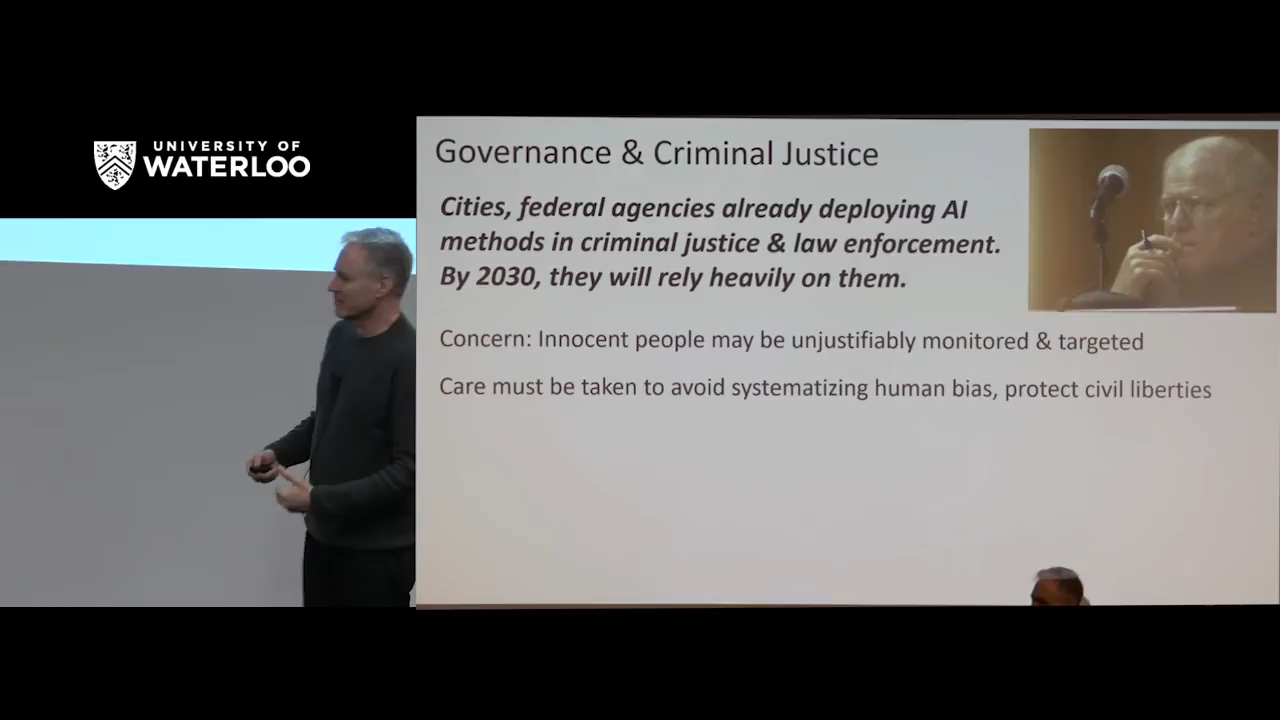 UNIVERSITY OF
WATERLOO
Governance & Criminal Justice
Cities, federal agencies already deploying AI
methods in criminal justice & law enforcement.
By 2030, they will rely heavily on them.
Concern: Innocent people may be unjustifiably monitored & targeted
Care must be taken to avoid systematizing human bias, protect civil liberties